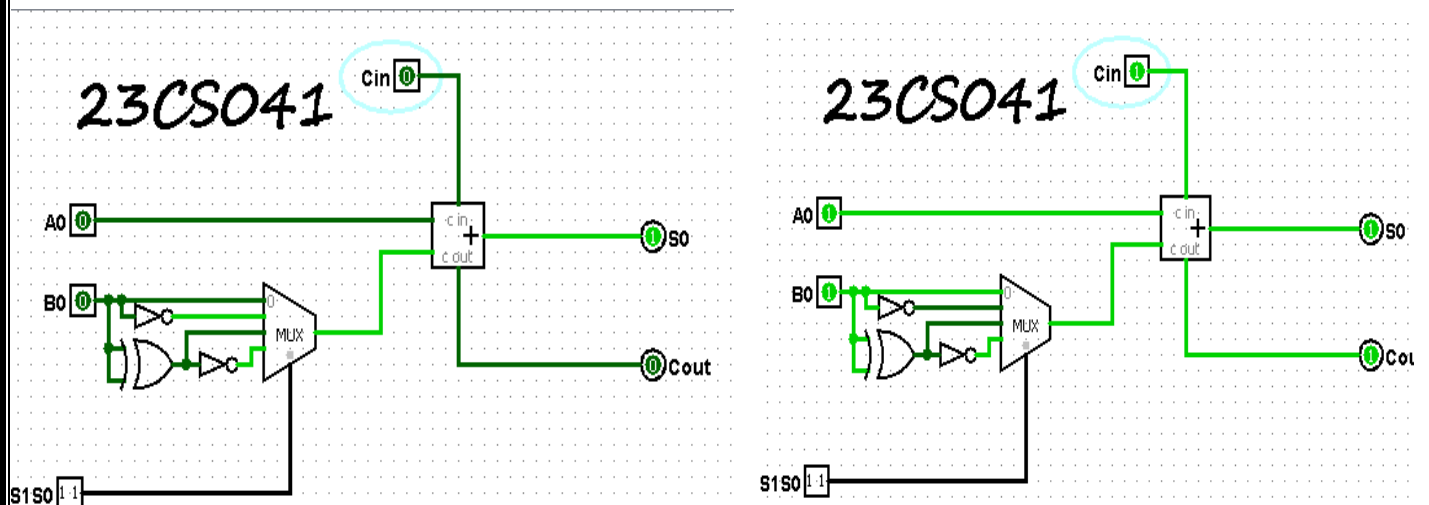 Cin 0
23CS041
A0 0
c in
+
c out
1 S0
B0 0
0
MUX
0 Cout
S1S0 1 1
Cin 1
23CS041
A0 1
c in
+
c out
1 S0
B0 1
0
MUX
1 Cou
S1S0 1 1